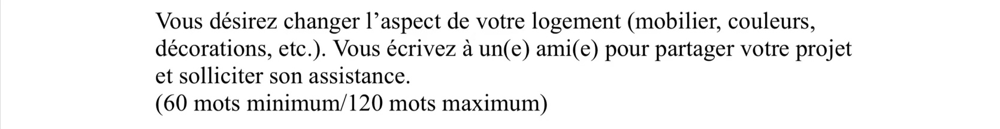 Vous désirez changer l’aspect de votre logement (mobilier, couleurs,
décorations, etc.). Vous écrivez à un(e) ami(e) pour partager votre projet
et solliciter son assistance.
(60 mots minimum/120 mots maximum)